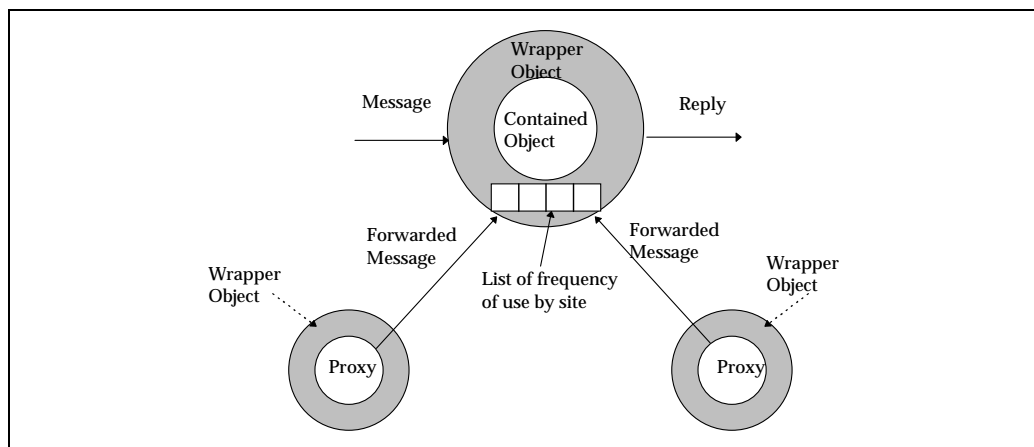 Wrapper
Object
Message
Reply
Contained
Object
Forwarded
Message
Forwarded
Message
List of frequency
of use by site
Wrapper
Object
Wrapper
Object
Proxy
Proxy